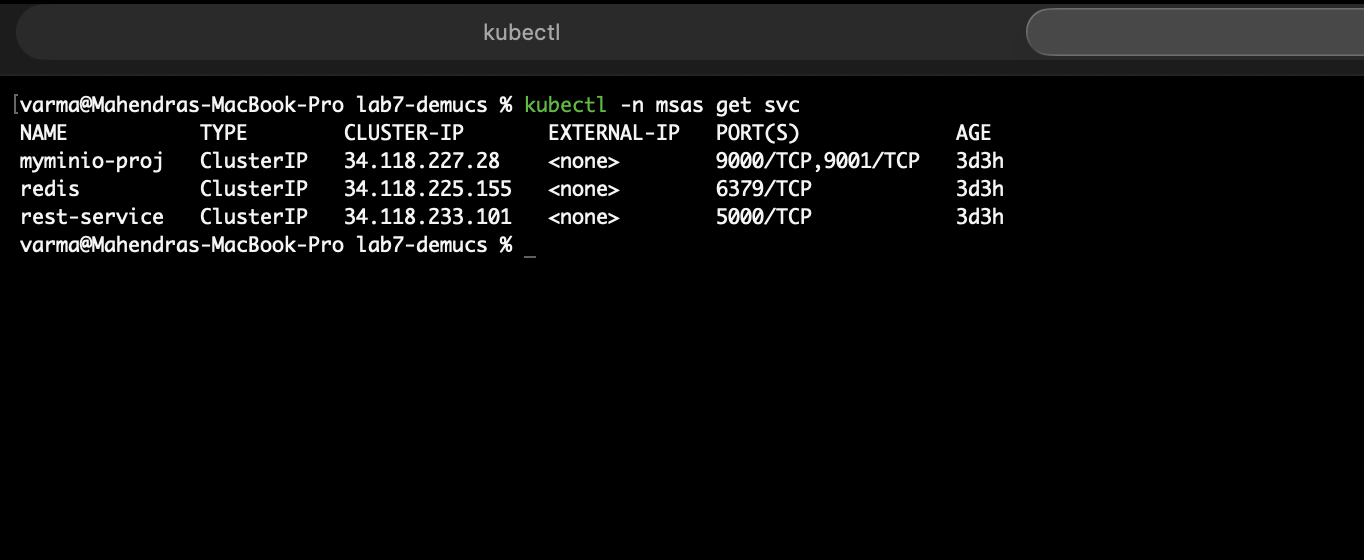 kubectl
[varma@Mahendras-MacBook-Pro lab7-demucs % kubectl -n msas get svc
NAME TYPE CLUSTER-IP EXTERNAL-IP PORT(S) AGE
myminio-proj ClusterIP 34.118.227.28 <none> 9000/TCP,9001/TCP 3d3h
redis ClusterIP 34.118.225.155 <none> 6379/TCP 3d3h
rest-service ClusterIP 34.118.233.101 <none> 5000/TCP 3d3h
varma@Mahendras-MacBook-Pro lab7-demucs % _